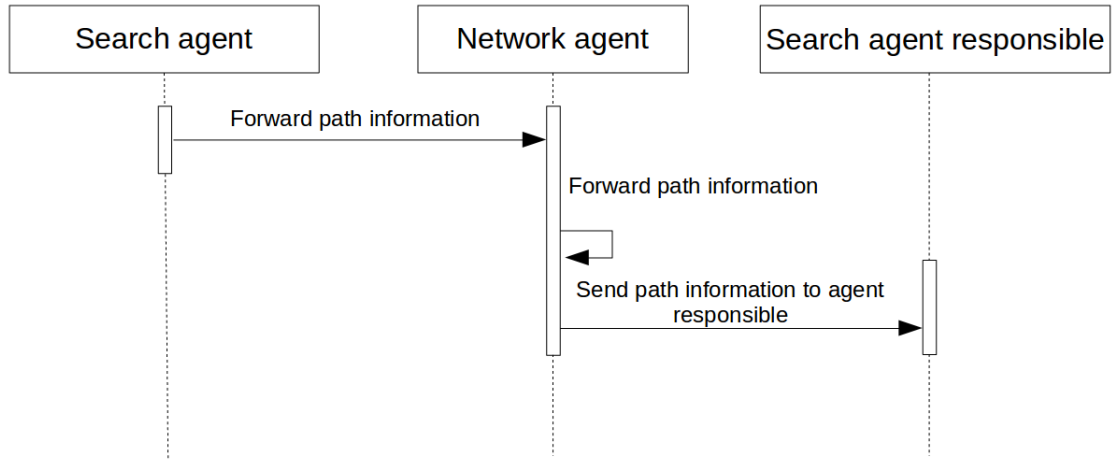 Search agent
Network agent
Search agent responsible
Forward path information
Forward path information
Send path information to agent
responsible